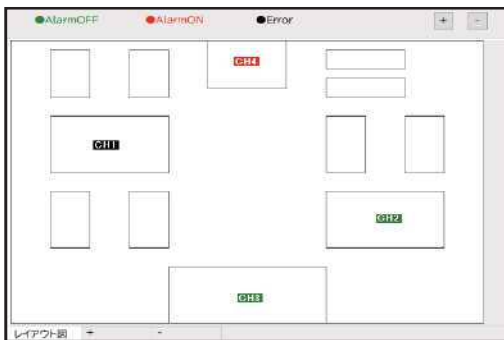 ●AlarmOFF ●AlarmON ●Error + -
CH4
CH1
CH2
CH3
レイアウト図 + -